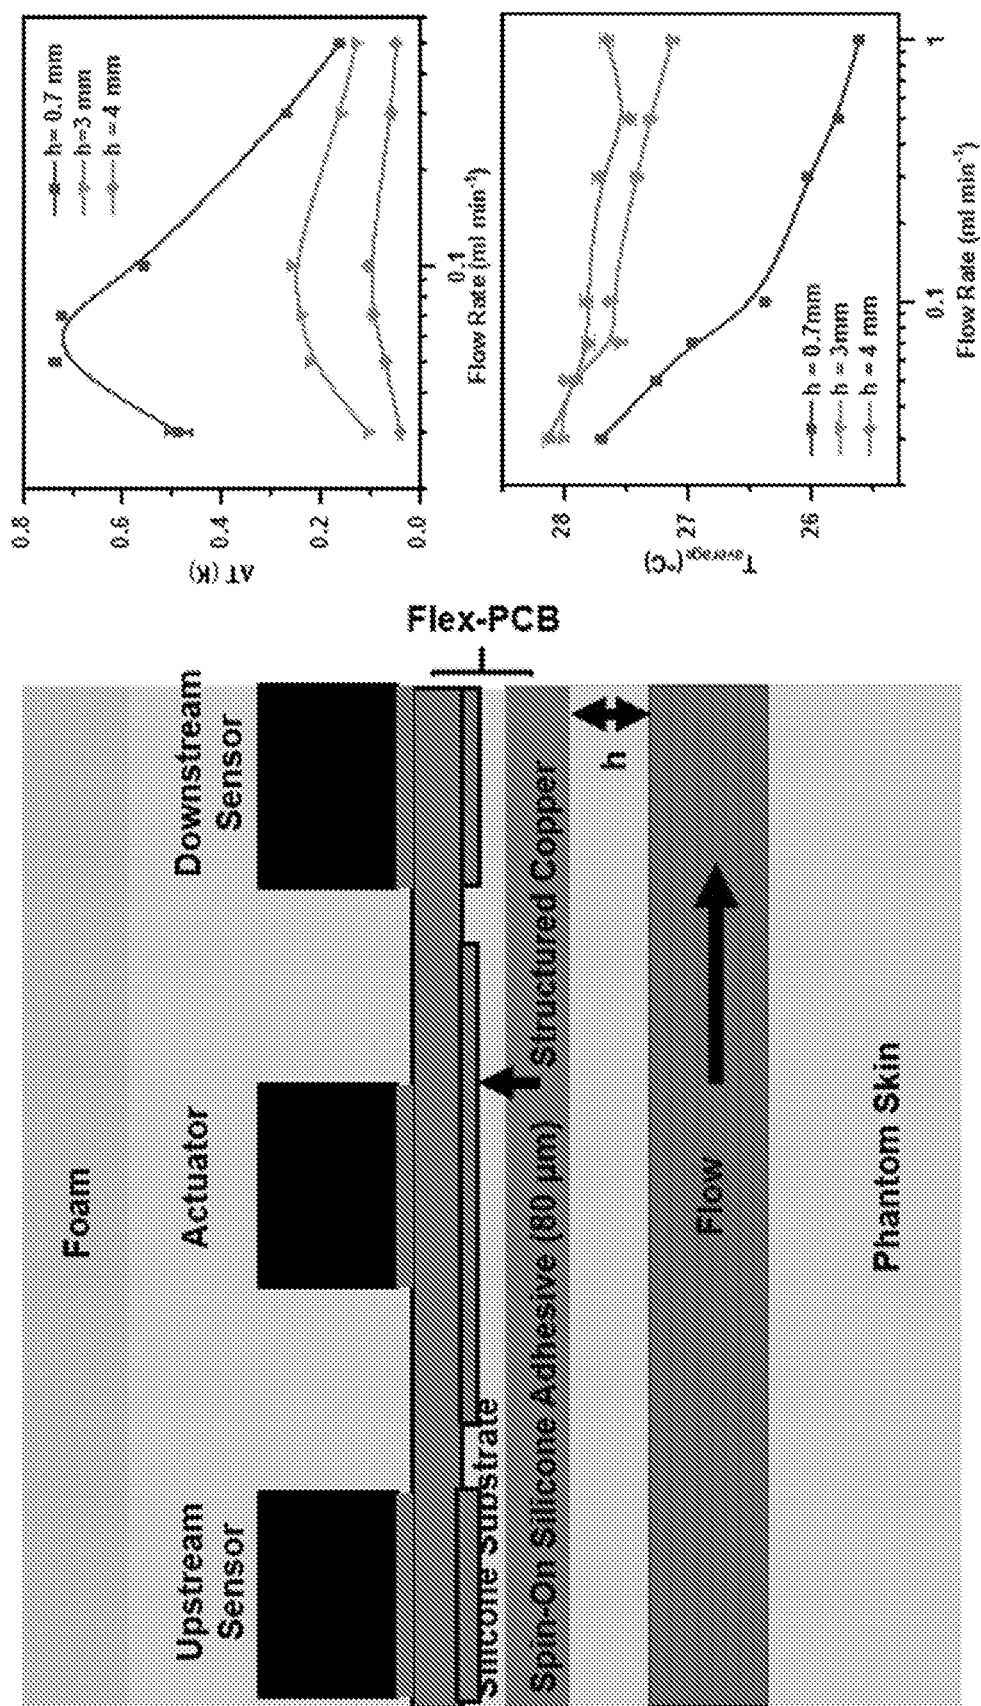 Foam
Upstream
Sensor
Actuator
Downstream
Sensor
Flex-PCB
Silicone Substrate
Spin-On Silicone Adhesive (80 µm)
Structured Copper
h
Flow
Phantom Skin
ΔT (K)
0.8
0.6
0.4
0.2
0.0
h= 0.7 mm
h=3 mm
h = 4 mm
0.1
Flow Rate (ml min⁻¹)
Taverage(°C)
28
27
26
h = 0.7mm
h = 3mm
h = 4 mm
0.1
1
Flow Rate (ml min⁻¹)